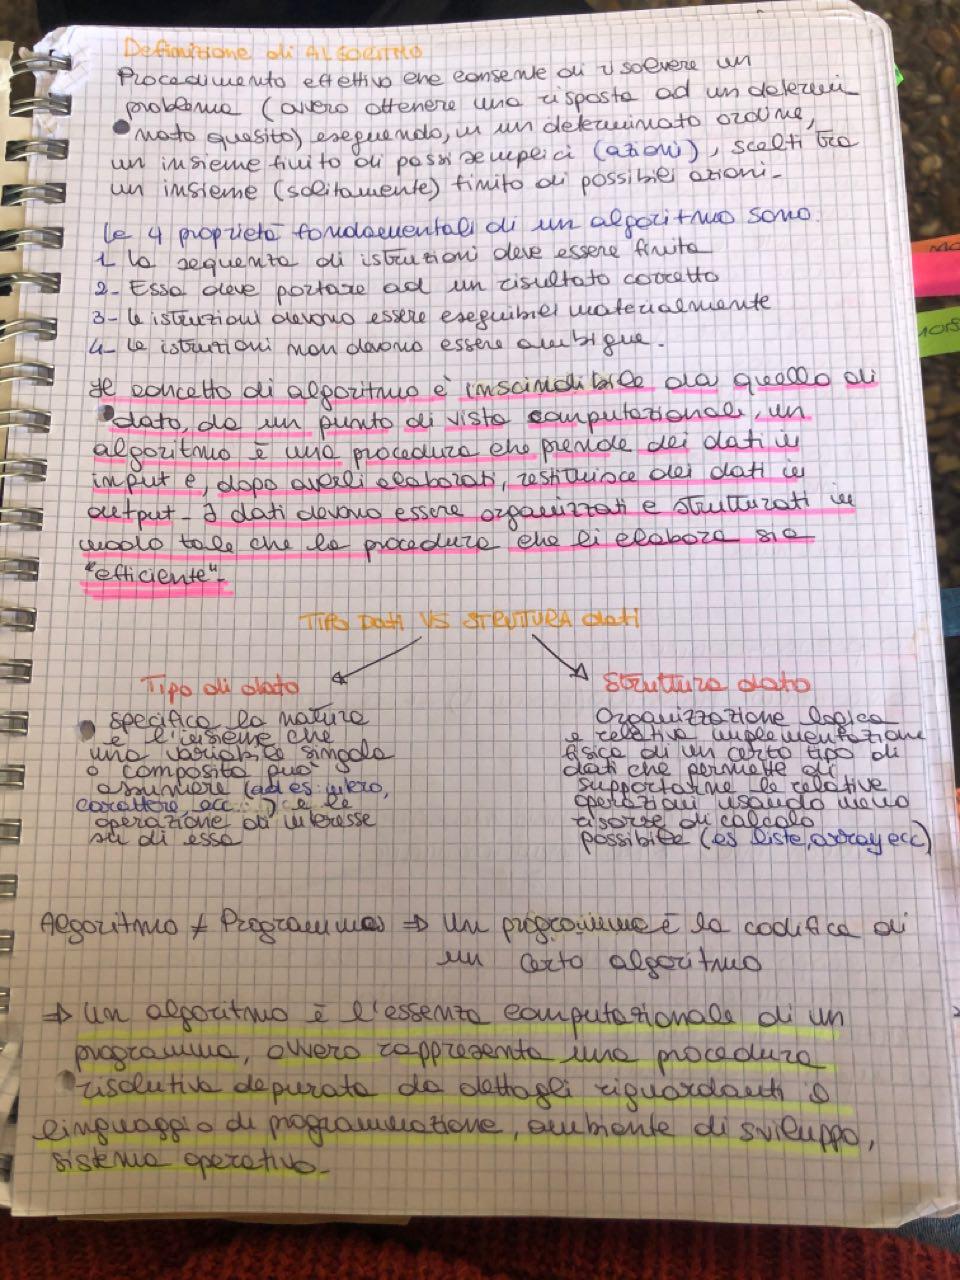 Definizione di ALGORITMO
Procedimento effettivo che consente di risolvere un
problema (ovvero ottenere una risposta ad un determi
nato quesito) eseguendo, in un determinato ordine,
un insieme finito di passi semplici (azioni), scelti tra
un insieme (solitamente) finito di possibili azioni-
Le 4 proprietà fondamentali di un algoritmo sono:
1- la sequenza di istruzioni deve essere finita
2- Essa deve portare ad un risultato corretto
3- le istruzioni devono essere eseguibili materialmente
4- Le istruzioni non devono essere ambigue.
Il concetto di algoritmo è inscindibile da quello di
dato, da un punto di vista computazionale, un
algoritmo è una procedura che prende dei dati in
input e, dopo averli elaborati, restituisce dei dati in
output- I dati devono essere organizzati e strutturati in
modo tale che la procedura che li elabora sia
"efficiente"-
TIPO Dati VS STRUTTURA dati
Tipo di dato
specifica la natura
e l'insieme che
una variabile singola
o composita può
assumere (ad es: intero,
carattere, ecc...) e le
operazione di interesse
su di essa
Struttura dato
Organizzazione logica
e relativa implementazione
fisica di un certo tipo di
dati che permette di
supportarne le relative
operazioni usando meno
risorse di calcolo
possibile (es liste, array ecc)
Algoritmo ≠ Programma ⇒ Un programma è la codifica di
un certo algoritmo
⇒ Un algoritmo è l'essenza computazionale di un
programma, ovvero rappresenta una procedura
risolutiva depurata da dettagli riguardanti il
linguaggio di programmazione, ambiente di sviluppo,
sistema operativo-